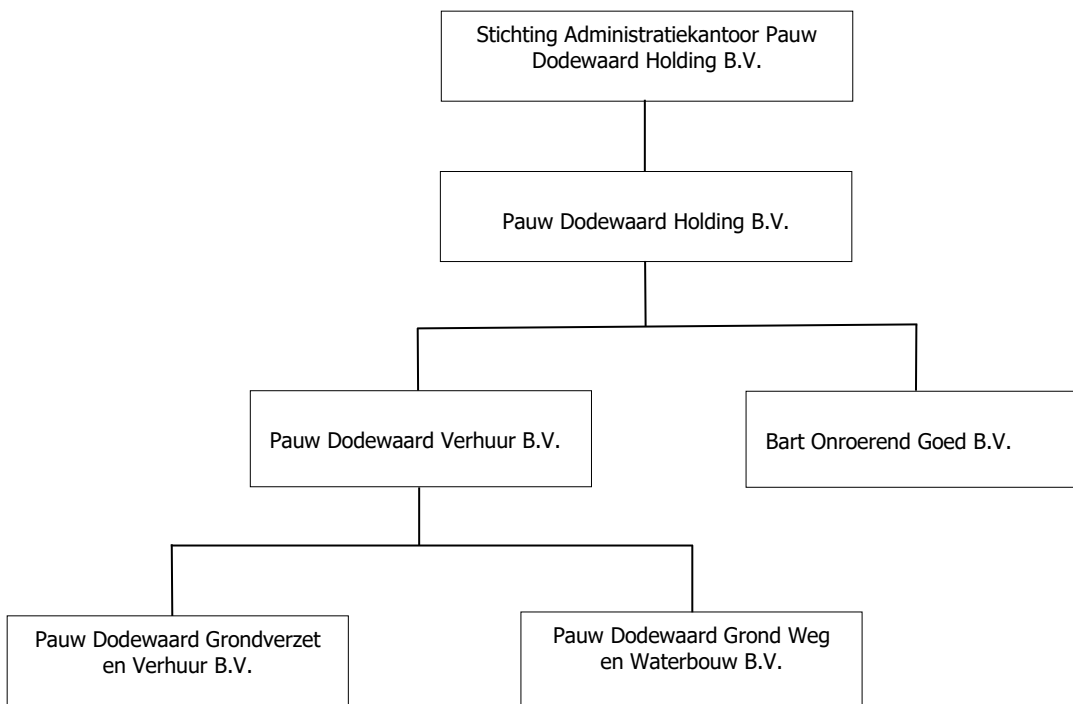 Stichting Administratiekantoor Pauw
Dodewaard Holding B.V.
Pauw Dodewaard Holding B.V.
Pauw Dodewaard Verhuur B.V.
Bart Onroerend Goed B.V.
Pauw Dodewaard Grondverzet
en Verhuur B.V.
Pauw Dodewaard Grond Weg
en Waterbouw B.V.